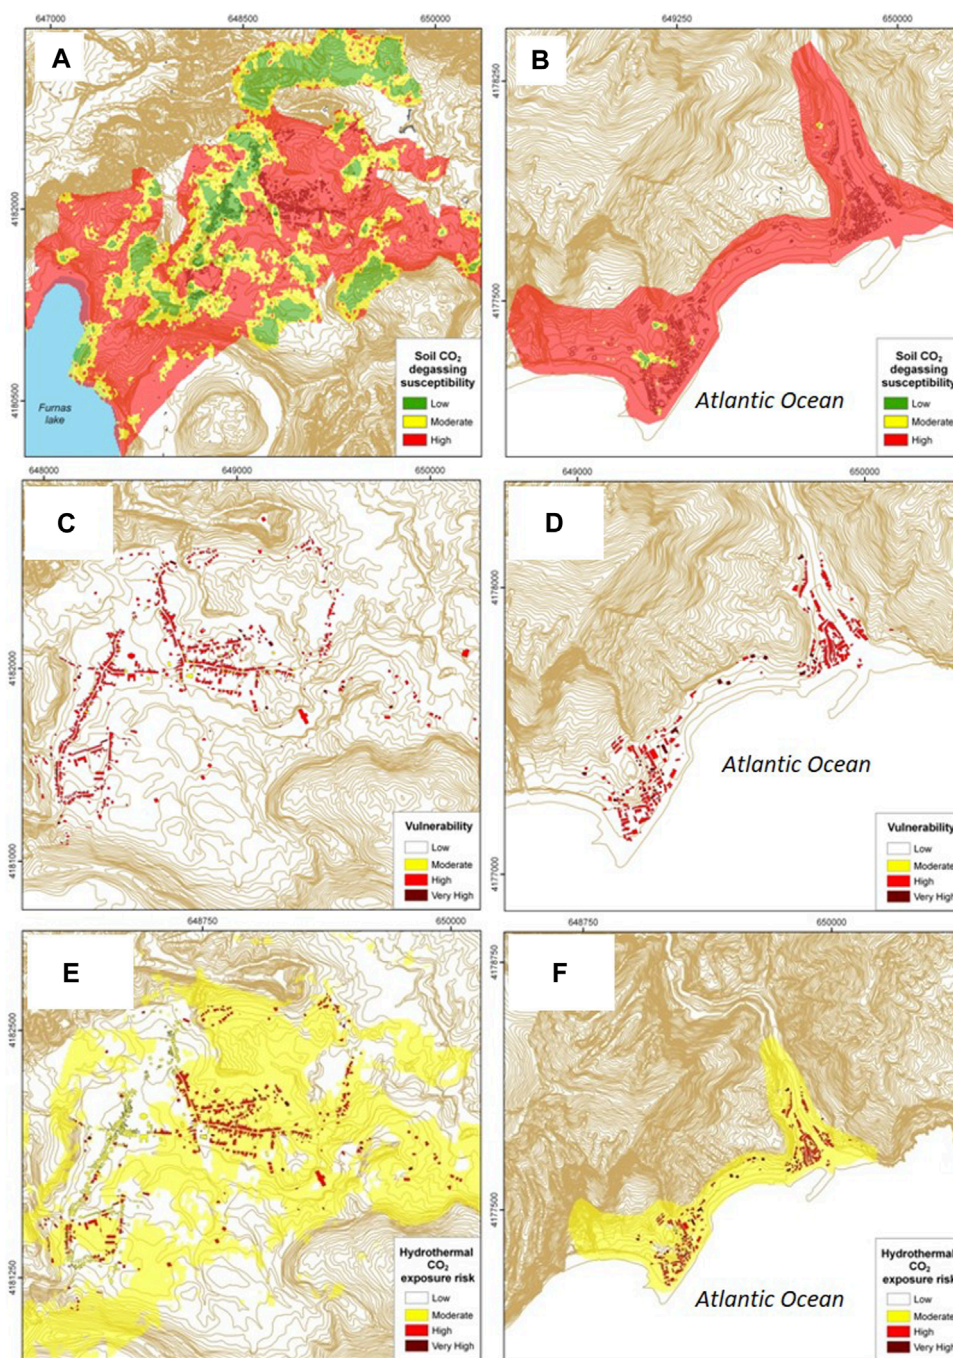 647000
648500
650000
649250
650000
A
B
4182000
4180500
4178250
4177500
Furnas
lake
Soil CO₂
degassing
susceptibility
Low
Moderate
High
Atlantic Ocean
Soil CO₂
degassing
susceptibility
Low
Moderate
High
648000
649000
650000
649000
650000
C
D
4182000
4181000
4178000
4177000
Vulnerability
Low
Moderate
High
Very High
Atlantic Ocean
Vulnerability
Low
Moderate
High
Very High
648750
650000
648750
650000
E
F
4182500
4181250
4178750
4177500
Hydrothermal
CO₂
exposure risk
Low
Moderate
High
Very High
Atlantic Ocean
Hydrothermal
CO₂
exposure risk
Low
Moderate
High
Very High